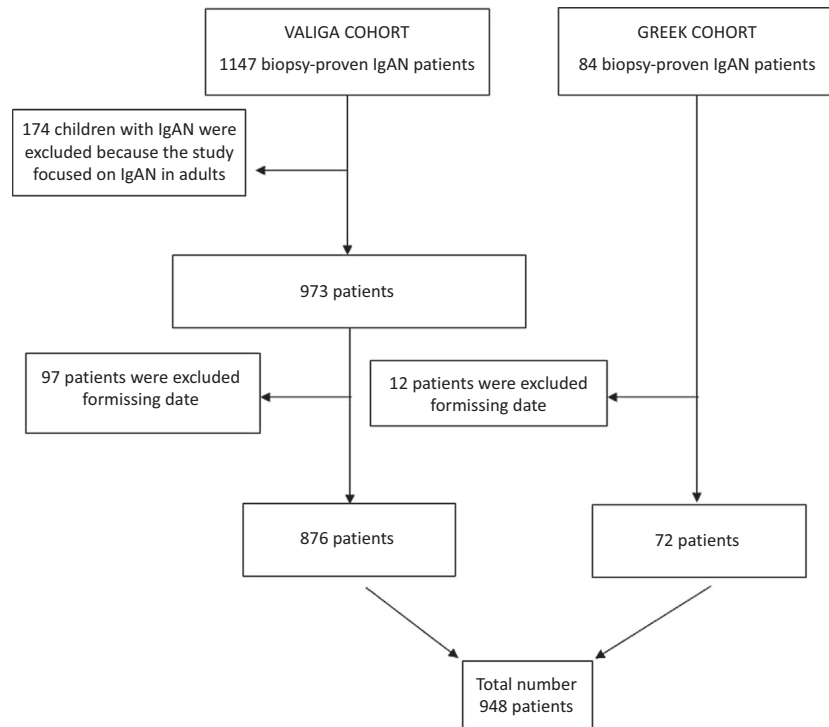 VALIGA COHORT
1147 biopsy-proven IgAN patients
GREEK COHORT
84 biopsy-proven IgAN patients
174 children with IgAN were
excluded because the study
focused on IgAN in adults
973 patients
97 patients were excluded
formissing date
12 patients were excluded
formissing date
876 patients
72 patients
Total number
948 patients